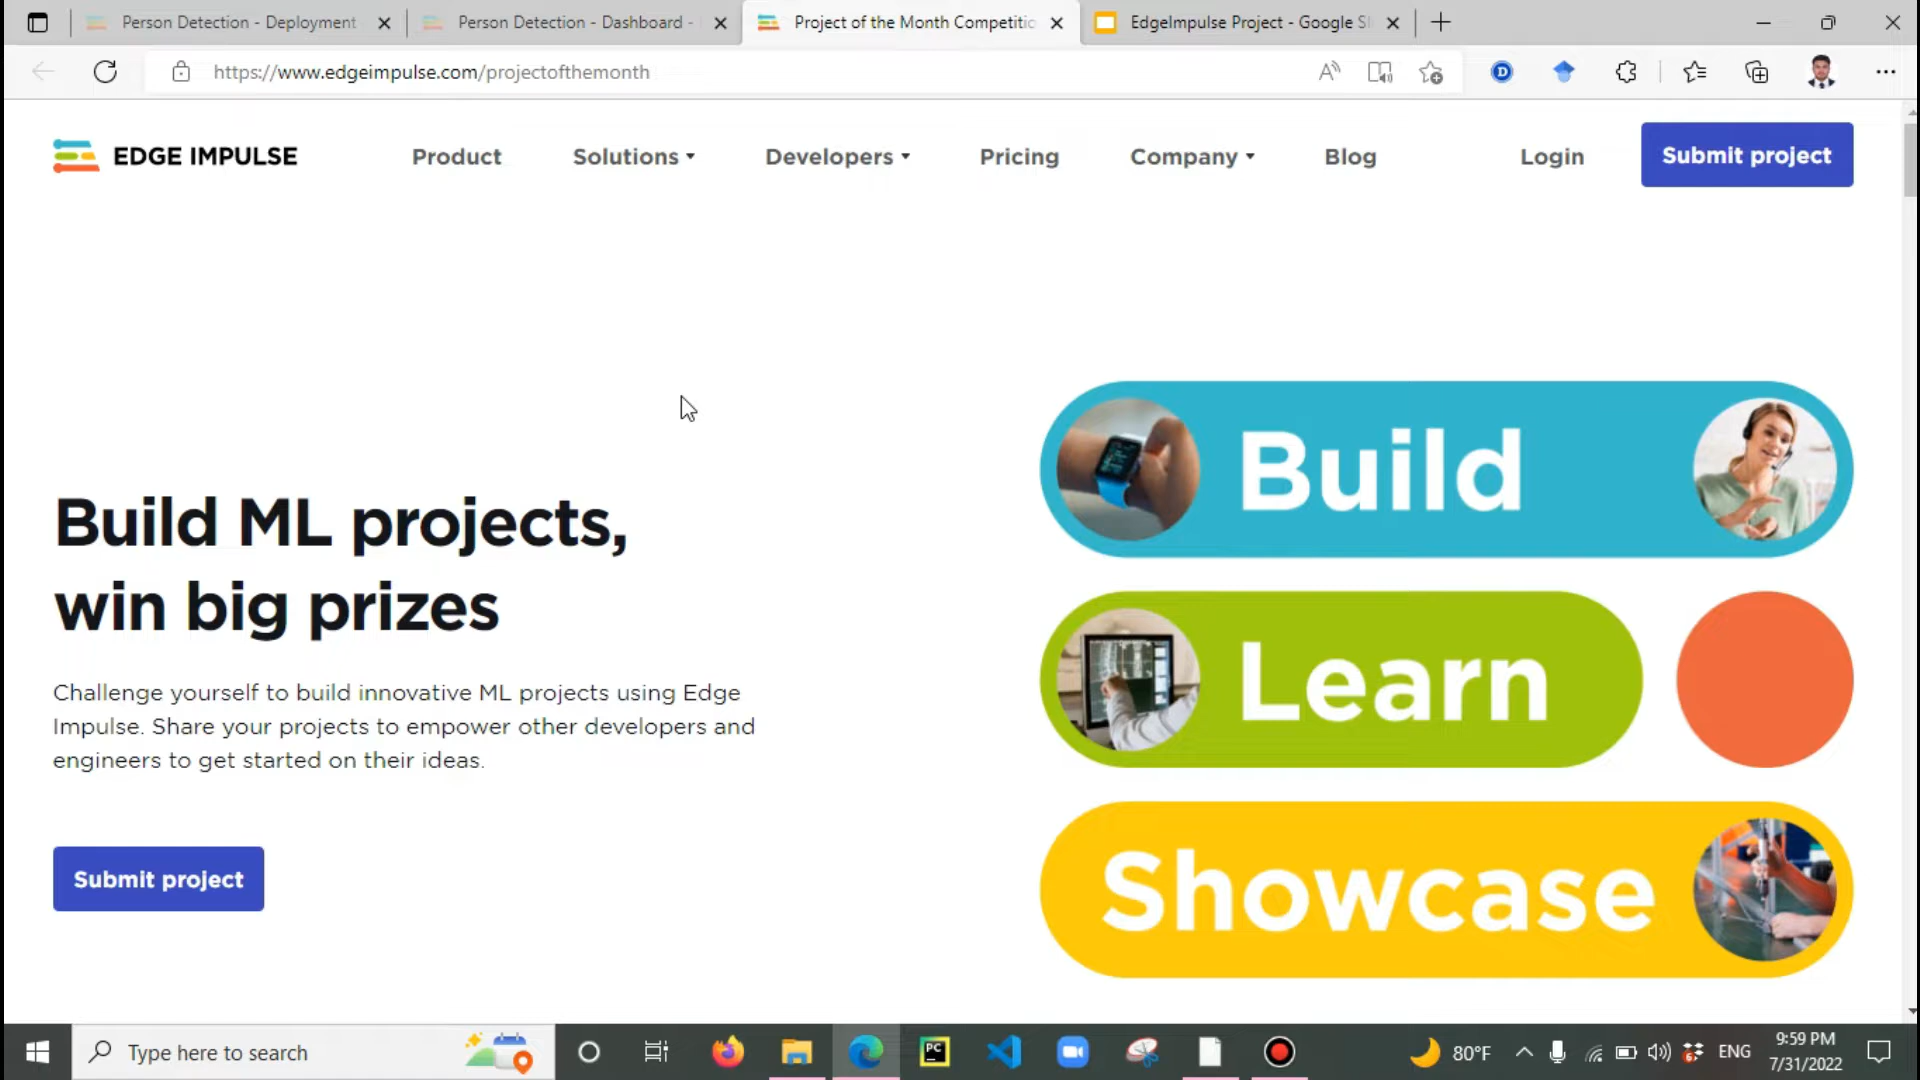 Person Detection - Deployment
Person Detection - Dashboard -
Project of the Month Competitio
EdgeImpulse Project - Google Sl
https://www.edgeimpulse.com/projectofthemonth
EDGE IMPULSE
Product
Solutions
Developers
Pricing
Company
Blog
Login
Submit project
Build ML projects,
win big prizes
Challenge yourself to build innovative ML projects using Edge
Impulse. Share your projects to empower other developers and
engineers to get started on their ideas.
Submit project
Build
Learn
Showcase
Type here to search
PC
80°F
ENG
9:59 PM
7/31/2022